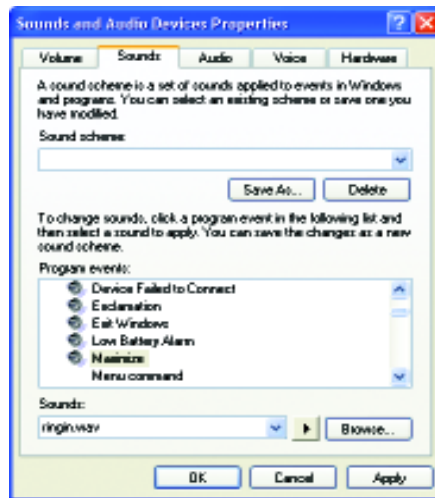 Sounds and Audio Devices Properties
Volume Sounds Audio Voice Hardware
A sound scheme is a set of sounds applied to events in Windows
and programs. You can select an existing scheme or save one you
have modified.
Sound scheme:
Save As... Delete
To change sounds, click a program event in the following list and
then select a sound to apply. You can save the changes as a new
sound scheme.
Program events:
Device Failed to Connect
Exclamation
Exit Windows
Low Battery Alarm
Maximize
Menu command
Sounds:
ringin.wav Browse...
OK Cancel Apply